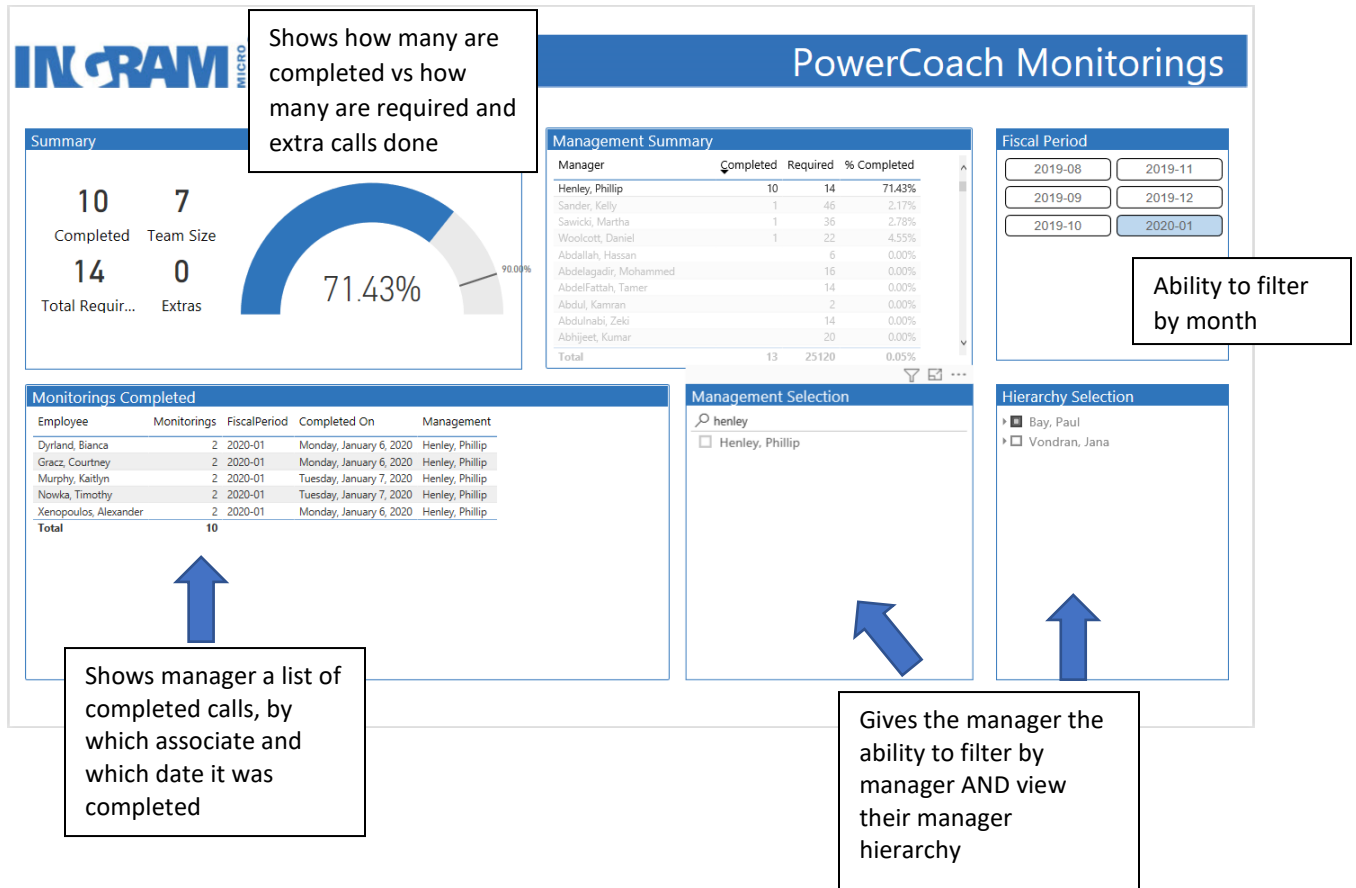 INGRAM MICRO
Shows how many are
completed vs how
many are required and
extra calls done
PowerCoach Monitorings
Summary
10 7
Completed Team Size
14 0
Total Requir... Extras
71.43%
90.00%
Management Summary
Manager Completed Required % Completed
Henley, Phillip 10 14 71.43%
Sander, Kelly 1 46 2.17%
Sawicki, Martha 1 36 2.78%
Woolcott, Daniel 1 22 4.55%
Abdallah, Hassan 6 0.00%
Abdelagadir, Mohammed 16 0.00%
AbdelFattah, Tamer 14 0.00%
Abdul, Kamran 2 0.00%
Abdulnabi, Zeki 14 0.00%
Abhijeet, Kumar 20 0.00%
Total 13 25120 0.05%
Fiscal Period
2019-08 2019-11
2019-09 2019-12
2019-10 2020-01
Ability to filter
by month
Monitorings Completed
Employee Monitorings FiscalPeriod Completed On Management
Dyrland, Bianca 2 2020-01 Monday, January 6, 2020 Henley, Phillip
Gracz, Courtney 2 2020-01 Monday, January 6, 2020 Henley, Phillip
Murphy, Kaitlyn 2 2020-01 Tuesday, January 7, 2020 Henley, Phillip
Nowka, Timothy 2 2020-01 Tuesday, January 7, 2020 Henley, Phillip
Xenopoulos, Alexander 2 2020-01 Monday, January 6, 2020 Henley, Phillip
Total 10
Management Selection
henley
Henley, Phillip
Hierarchy Selection
Bay, Paul
Vondran, Jana
Shows manager a list of
completed calls, by
which associate and
which date it was
completed
Gives the manager the
ability to filter by
manager AND view
their manager
hierarchy